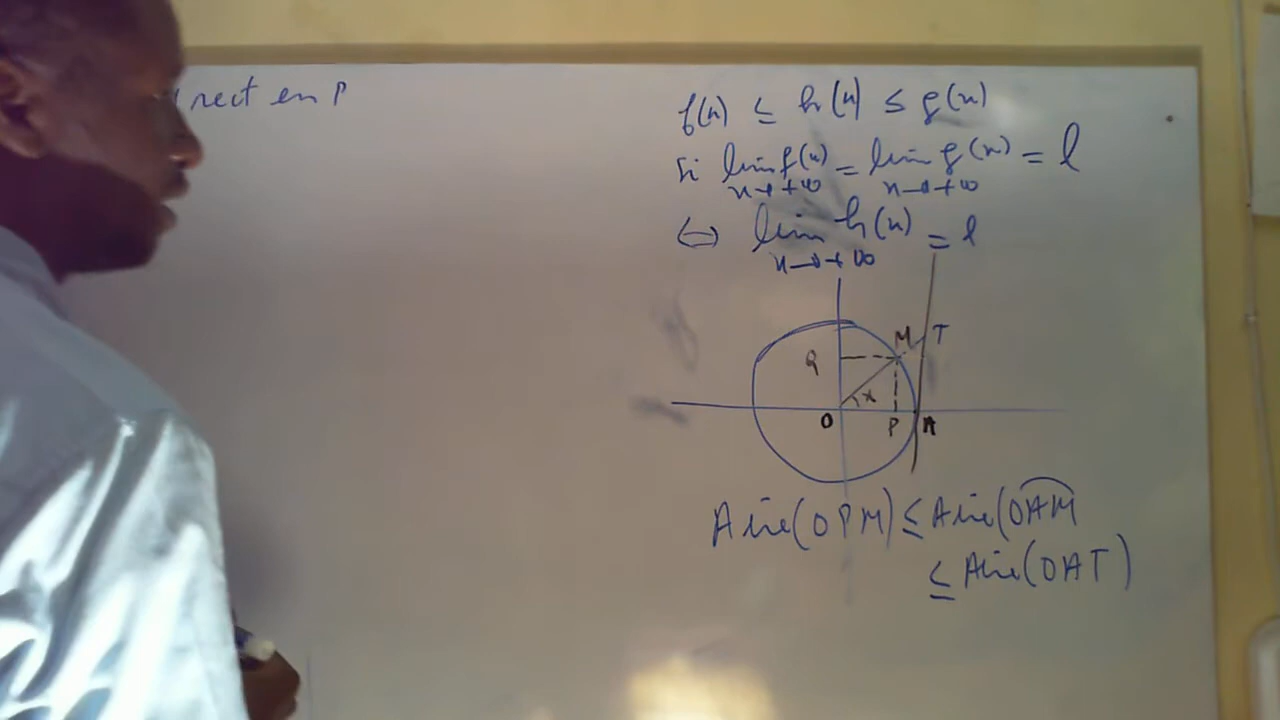 rect en P
f(x) ≤ h(x) ≤ g(x)
si lim f(x) = lim g(x) = l
x→+∞ x→+∞
⇔ lim h(x) = l
x→+∞
M T
Q
x
O P A
Aire(OPM) ≤ Aire(OAM
≤ Aire(OAT)